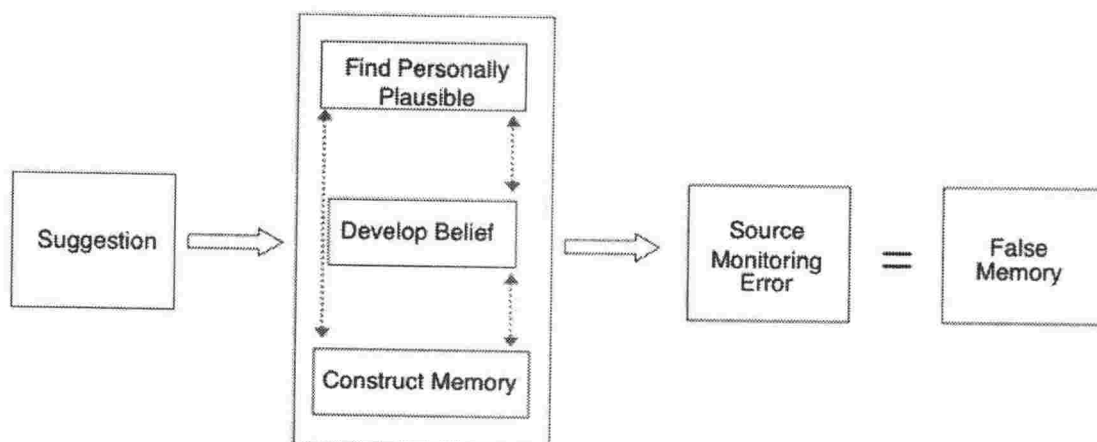 Find Personally
Plausible
Suggestion
Develop Belief
Construct Memory
Source
Monitoring
Error
=
False
Memory